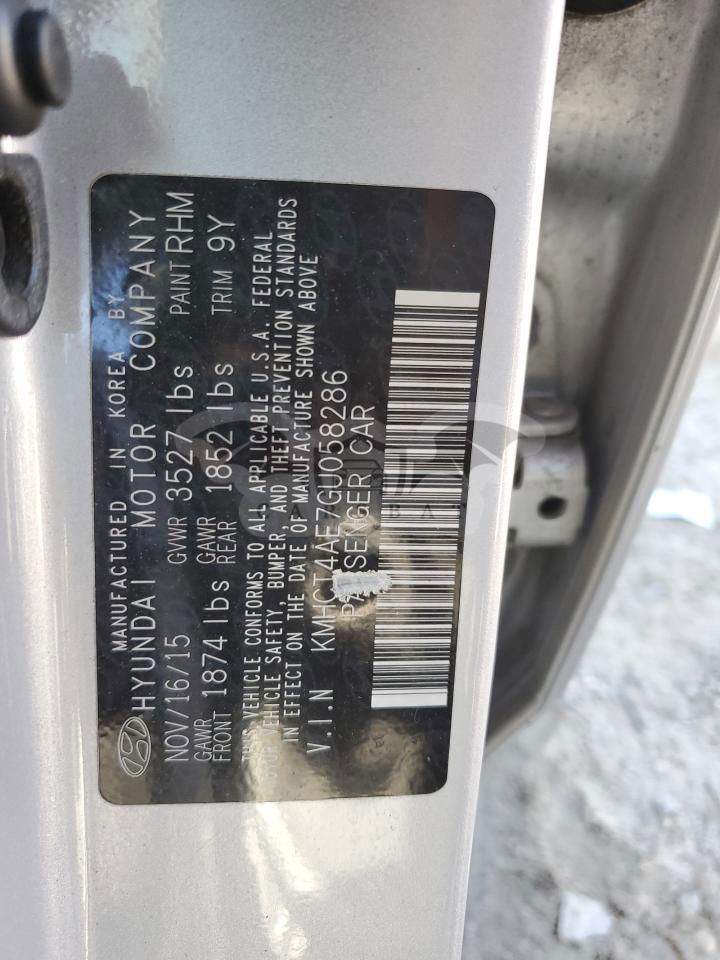 MANUFACTURED IN KOREA BY
HYUNDAI MOTOR COMPANY
NOV/16/15 GVWR 3527 lbs PAINT RHM
GAWR FRONT 1874 lbs GAWR REAR 1852 lbs TRIM 9Y
THIS VEHICLE CONFORMS TO ALL APPLICABLE U.S.A. FEDERAL
MOTOR VEHICLE SAFETY, BUMPER, AND THEFT PREVENTION STANDARDS
IN EFFECT ON THE DATE OF MANUFACTURE SHOWN ABOVE
V.I.N KMHCT4AE7GU058286
PASSENGER CAR